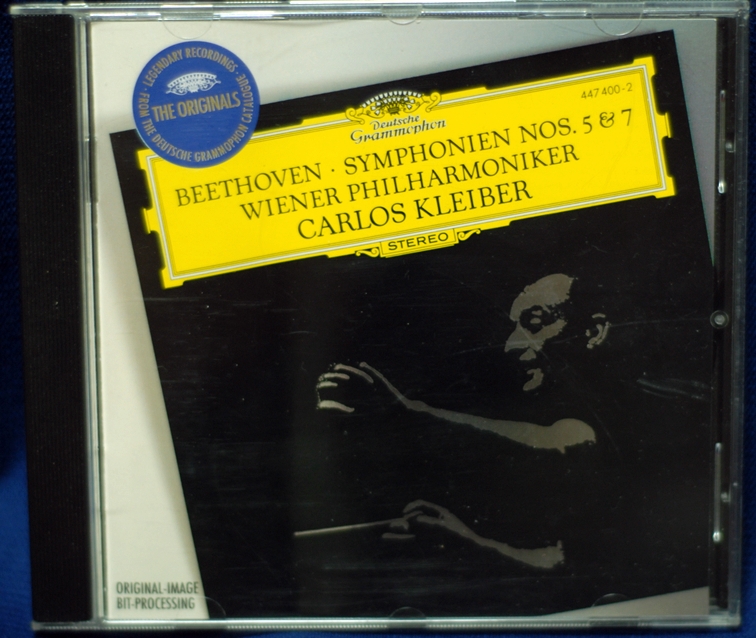 · LEGENDARY RECORDINGS ·
FROM THE DEUTSCHE GRAMMOPHON CATALOGUE
THE ORIGINALS
447 400-2
Deutsche
Grammophon
BEETHOVEN · SYMPHONIEN NOS. 5 & 7
WIENER PHILHARMONIKER
CARLOS KLEIBER
STEREO
ORIGINAL-IMAGE
BIT-PROCESSING